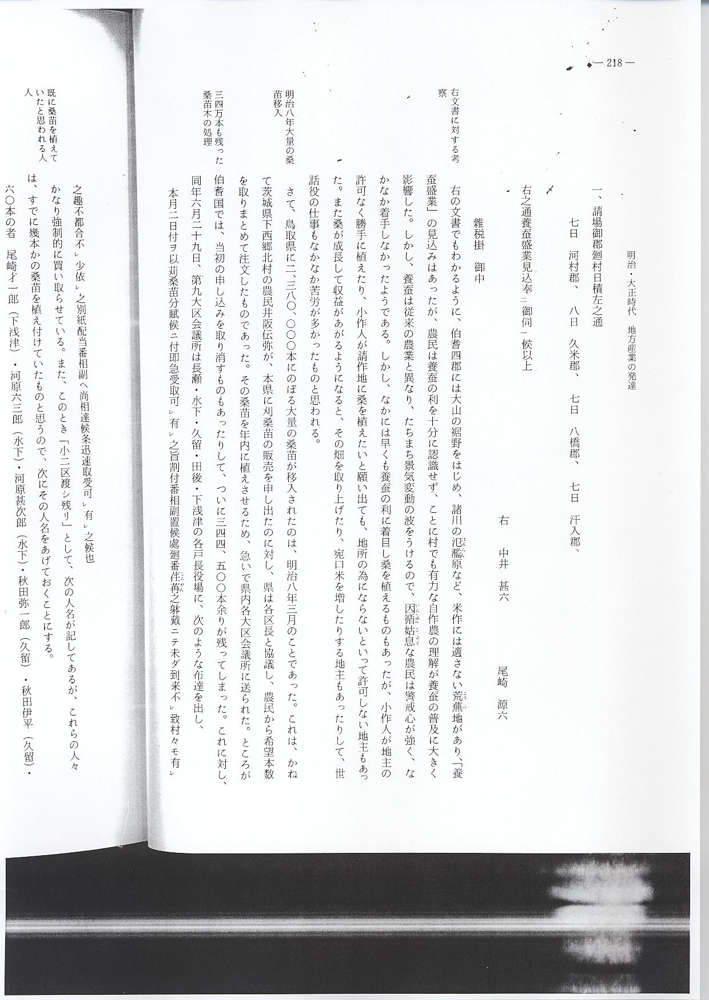 — 218 —
明治・大正時代　地方産業の発達
一、請場御郡廻村日積左之通
七日　河村郡、　八日　久米郡、　七日　八橋郡、　七日　汗入郡、
右之通養蚕盛業見込奉ニ御伺一候以上
右　中井　甚六
尾崎　源六
雑税掛　御中
右文書に対する考
察
右の文書でもわかるように、伯耆四郡には大山の裾野をはじめ、諸川の氾濫原など、米作には適さない荒蕪地があり、「養
蚕盛業」の見込みはあったが、農民は養蚕の利を十分に認識せず、ことに村でも有力な自作農の理解が養蚕の普及に大きく
影響した。しかし、養蚕は従来の農業と異なり、たちまち景気変動の波をうけるので、因循姑息な農民は警戒心が強く、な
かなか着手しなかったようである。しかし、なかには早くも養蚕の利に着目し桑を植えるものもあったが、小作人が地主の
許可なく勝手に植えたり、小作人が請作地に桑を植えたいと願い出ても、地所の為にならないといって許可しない地主もあっ
た。また桑が成長して収益があがるようになると、その畑を取り上げたり、宛口米を増したりする地主もあったりして、世
話役の仕事もなかなか苦労が多かったものと思われる。
明治八年大量の桑
苗移入
さて、鳥取県に二、三八〇、〇〇〇本にのぼる大量の桑苗が移入されたのは、明治八年三月のことであった。これは、かね
て茨城県下西郷北村の農民井阪伝弥が、本県に刈桑苗の販売を申し出たのに対し、県は各区長と協議し、農民から希望本数
を取りまとめて注文したものであった。その桑苗を年内に植えさせるため、急いで県内各大区会議所に送られた。ところが
三四万本も残った
桑苗木の処理
伯耆国では、当初の申し込みを取り消すものもあったりして、ついに三四四、五〇〇本余りが残ってしまった。これに対し、
同年六月二十九日、第九大区会議所は長瀬・水下・久留・田後・下浅津の各戸長役場に、次のような布達を出し、
本月二日付ヲ以苅桑苗分賦候ニ付即急受取可レ有レ之旨割付番相副置候處廻番荏苒之躰戴ニテ未ダ到来不レ致村々モ有レ
之趣不都合不レ少依レ之別紙配当番相副ヘ尚相達候条迅速取受可レ有レ之候也
既に桑苗を植えて
いたと思われる人
人
かなり強制的に買い取らせている。また、このとき「小二区渡シ残リ」として、次の人名が記してあるが、これらの人々
は、すでに幾本かの桑苗を植え付けていたものと思うので、次にその人名をあげておくことにする。
六〇本の者　尾崎才一郎（下浅津）・河原六三郎（水下）・河原甚次郎（水下）・秋田弥一郎（久留）・秋田伊平（久留）・